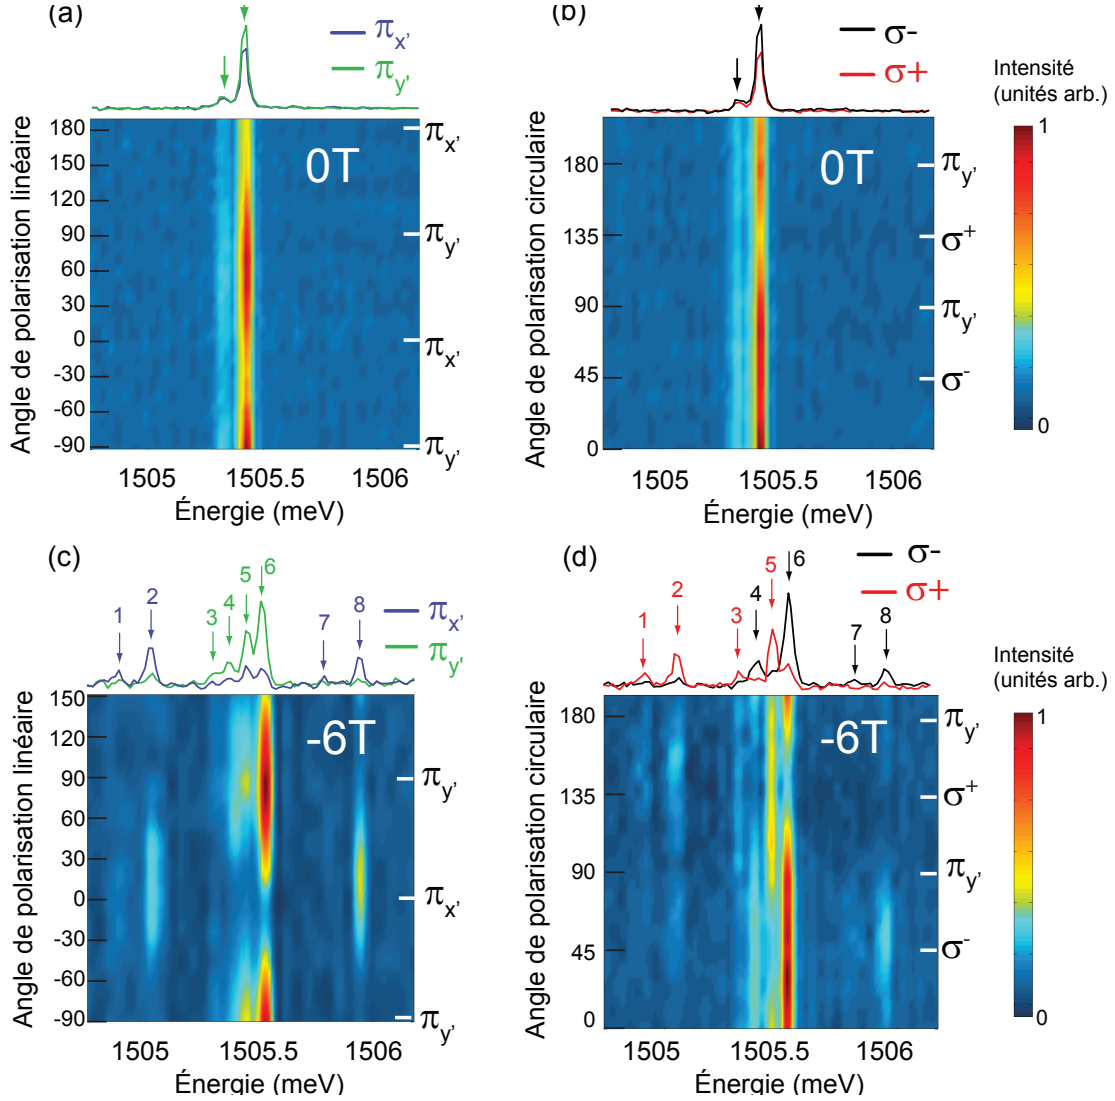 (a)
πx'
πy'
0T
Angle de polarisation linéaire
180
150
120
90
60
30
0
-30
-60
-90
πx'
πy'
πx'
πy'
1505
1505.5
1506
Énergie (meV)
(b)
σ-
σ+
0T
Angle de polarisation circulaire
180
135
90
45
0
πy'
σ+
πy'
σ-
1505
1505.5
1506
Énergie (meV)
Intensité
(unités arb.)
1
0
(c)
1
2
3
4
5
6
7
8
πx'
πy'
-6T
Angle de polarisation linéaire
150
120
90
60
30
0
-30
-60
-90
πy'
πx'
πy'
1505
1505.5
1506
Énergie (meV)
(d)
1
2
3
4
5
6
7
8
σ-
σ+
-6T
Angle de polarisation circulaire
180
135
90
45
0
πy'
σ+
πy'
σ-
1505
1505.5
1506
Énergie (meV)
Intensité
(unités arb.)
1
0